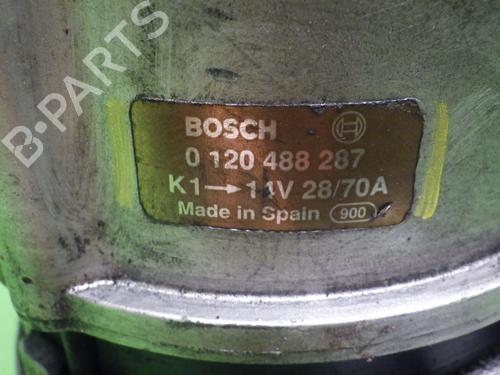 B-PARTS
BOSCH
0 120 488 287
K1→14V 28/70A
Made in Spain 900